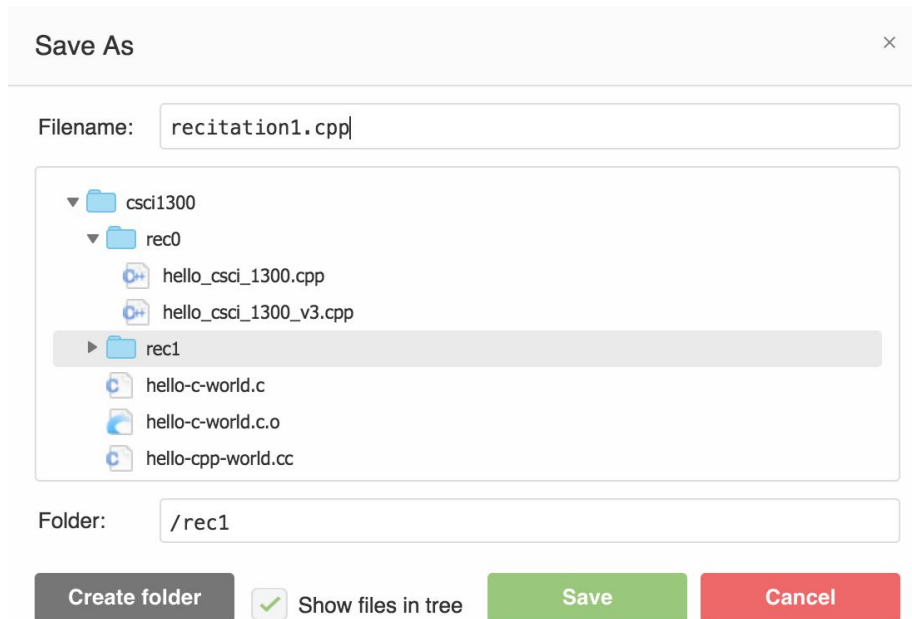 Save As
Filename: recitation1.cpp
csci1300
rec0
hello_csci_1300.cpp
hello_csci_1300_v3.cpp
rec1
hello-c-world.c
hello-c-world.c.o
hello-cpp-world.cc
Folder: /rec1
Create folder Show files in tree Save Cancel